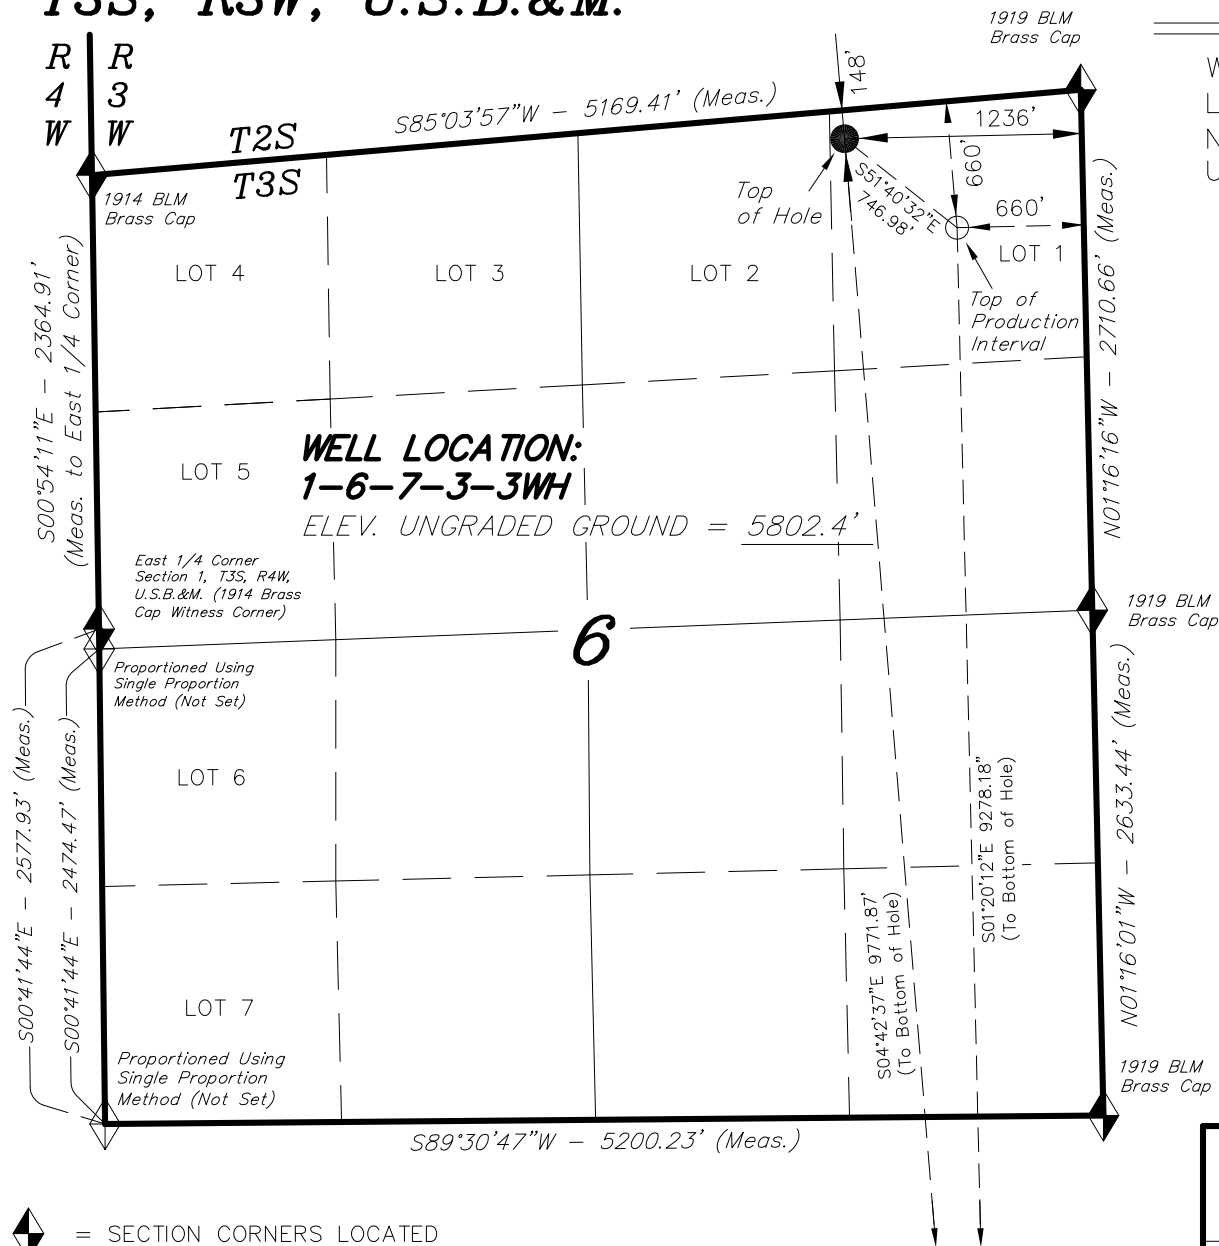 T3S, R3W, U.S.B.&M.
1919 BLM
Brass Cap
R R
4 3
W W
S85°03'57"W - 5169.41' (Meas.)
148'
1236'
T2S
T3S
1914 BLM
Brass Cap
Top
of Hole
S51°40'32"E
746.98'
660'
660'
LOT 4
LOT 3
LOT 2
LOT 1
Top of
Production
Interval
S00°54'11"E - 2364.91'
(Meas. to East 1/4 Corner)
N01°16'16"W - 2710.66' (Meas.)
WELL LOCATION:
1-6-7-3-3WH
ELEV. UNGRADED GROUND = 5802.4'
LOT 5
East 1/4 Corner
Section 1, T3S, R4W,
U.S.B.&M. (1914 Brass
Cap Witness Corner)
6
1919 BLM
Brass Cap
Proportioned Using
Single Proportion
Method (Not Set)
S00°41'44"E - 2577.93' (Meas.)
S00°41'44"E - 2474.47' (Meas.)
LOT 6
N01°16'01"W - 2633.44' (Meas.)
S01°20'12"E 9278.18"
(To Bottom of Hole)
S04°42'37"E 9771.87'
(To Bottom of Hole)
LOT 7
Proportioned Using
Single Proportion
Method (Not Set)
1919 BLM
Brass Cap
S89°30'47"W - 5200.23' (Meas.)
= SECTION CORNERS LOCATED